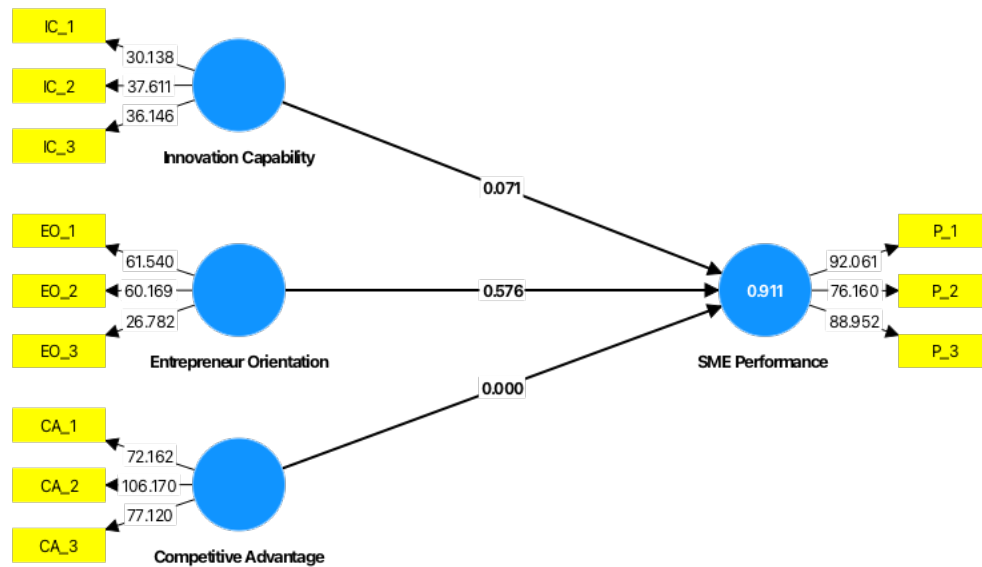 IC_1
30.138
IC_2
37.611
36.146
IC_3
Innovation Capability
0.071
EO_1
61.540
EO_2
60.169
26.782
EO_3
Entrepreneur Orientation
0.576
0.911
SME Performance
P_1
92.061
76.160
P_2
88.952
P_3
0.000
CA_1
72.162
CA_2
106.170
77.120
CA_3
Competitive Advantage